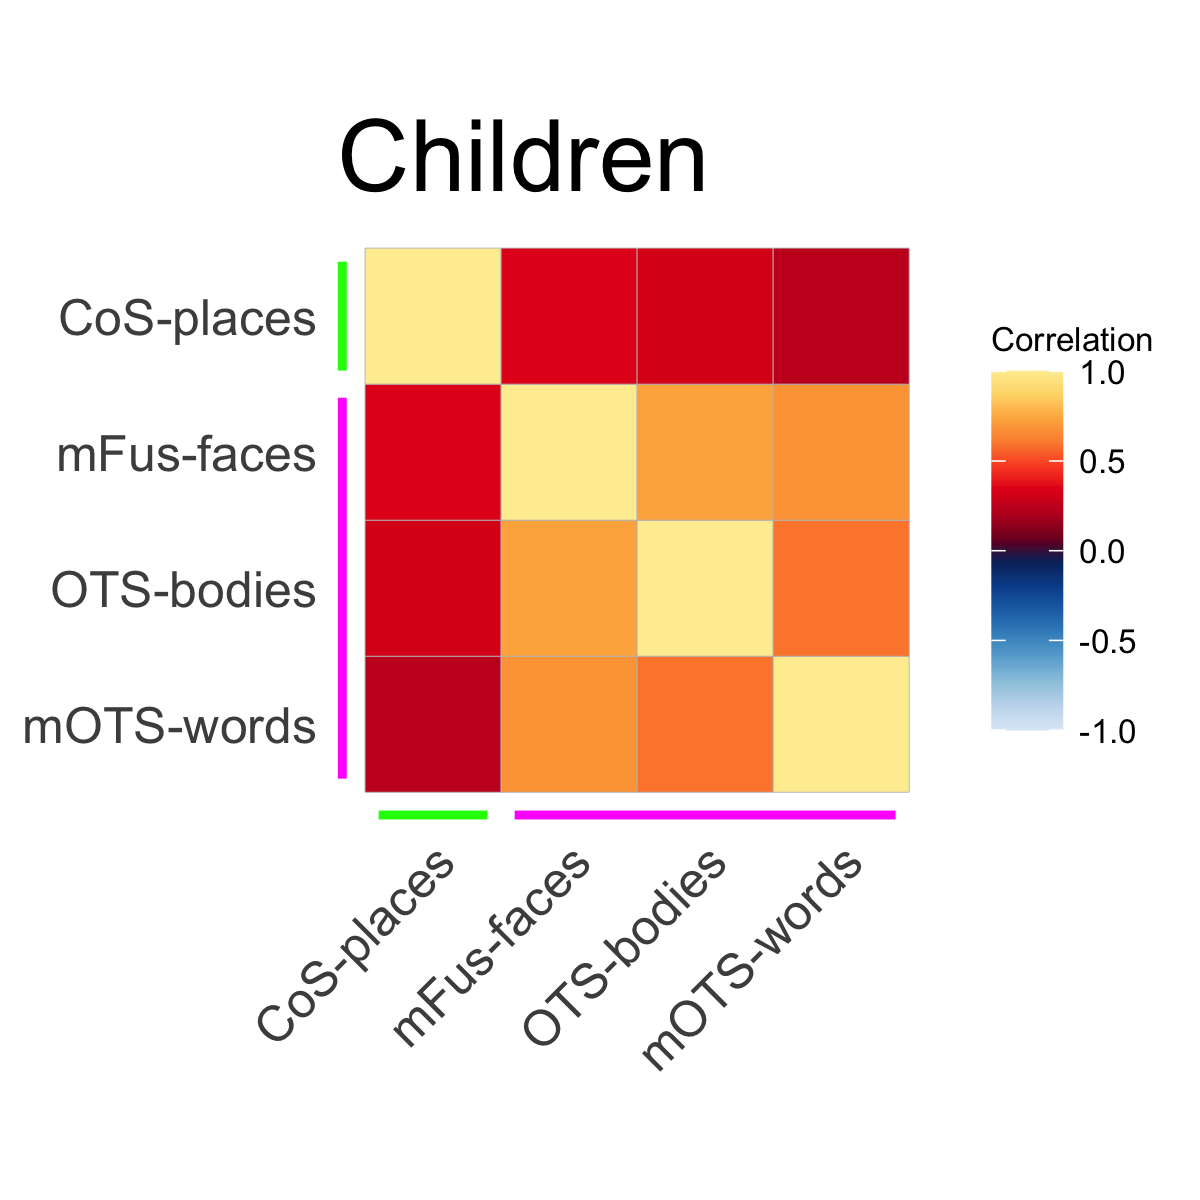 Children
CoS-places
mFus-faces
OTS-bodies
mOTS-words
CoS-places
mFus-faces
OTS-bodies
mOTS-words
Correlation
1.0
0.5
0.0
-0.5
-1.0